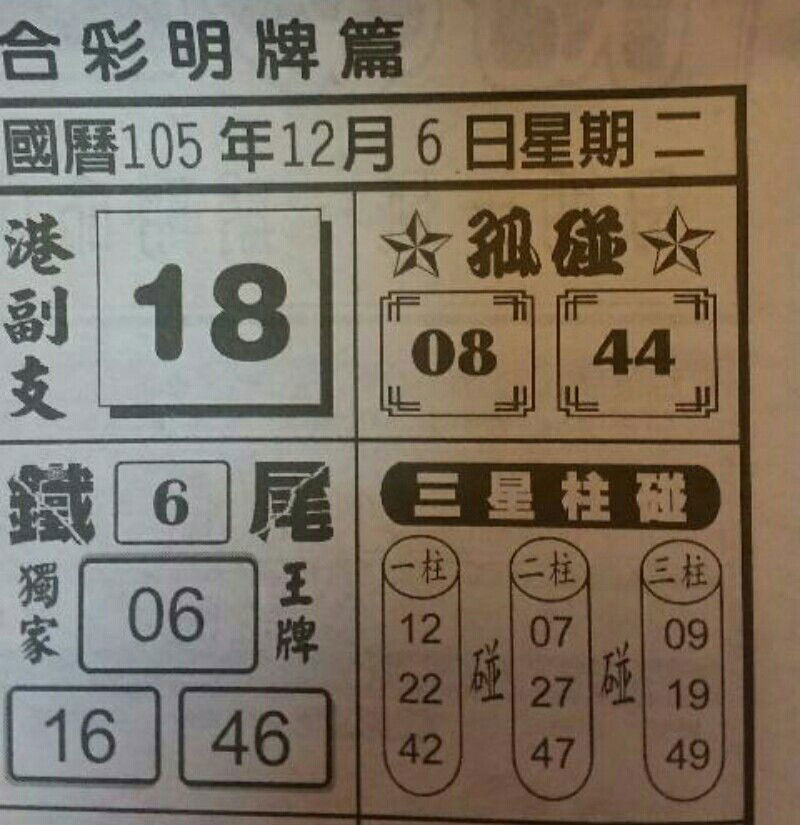 合彩明牌篇
國曆105年12月6日星期二
港副支
18
孤碰
08 44
鐵 6 尾
獨家 06 王牌
16 46
三星柱碰
一柱 二柱 三柱
12 07 09
碰 碰
22 27 19
42 47 49